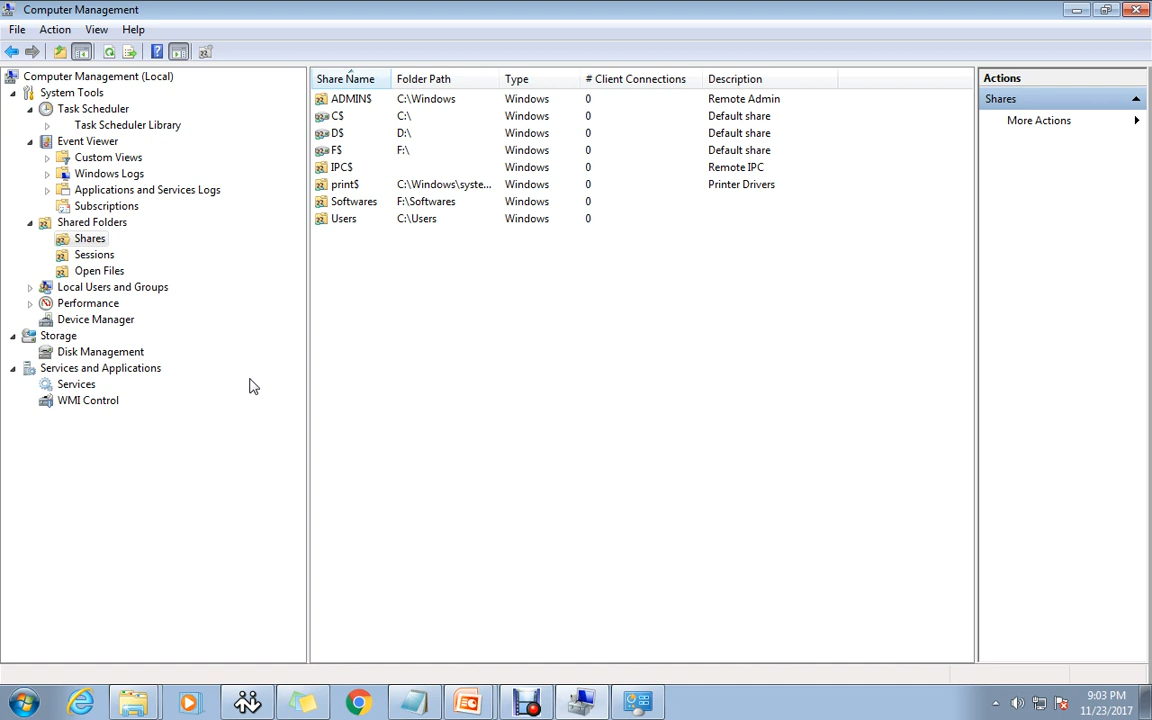 Computer Management
File Action View Help
Computer Management (Local)
System Tools
Task Scheduler
Task Scheduler Library
Event Viewer
Custom Views
Windows Logs
Applications and Services Logs
Subscriptions
Shared Folders
Shares
Sessions
Open Files
Local Users and Groups
Performance
Device Manager
Storage
Disk Management
Services and Applications
Services
WMI Control
Share Name Folder Path Type # Client Connections Description
ADMIN$ C:\Windows Windows 0 Remote Admin
C$ C:\ Windows 0 Default share
D$ D:\ Windows 0 Default share
F$ F:\ Windows 0 Default share
IPC$ Windows 0 Remote IPC
print$ C:\Windows\syste... Windows 0 Printer Drivers
Softwares F:\Softwares Windows 0
Users C:\Users Windows 0
Actions
Shares
More Actions
9:03 PM
11/23/2017